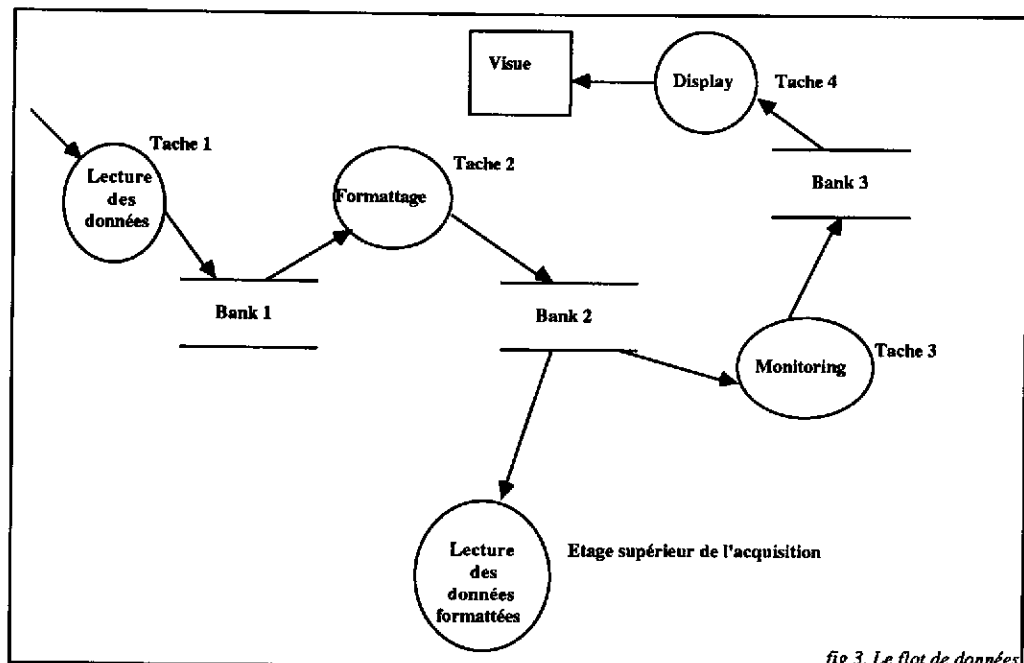 Visue
Display
Tache 4
Tache 1
Lecture
des
données
Tache 2
Formattage
Bank 3
Bank 1
Bank 2
Tache 3
Monitoring
Lecture
des
données
formattées
Etage supérieur de l'acquisition
fig 3. Le flot de données